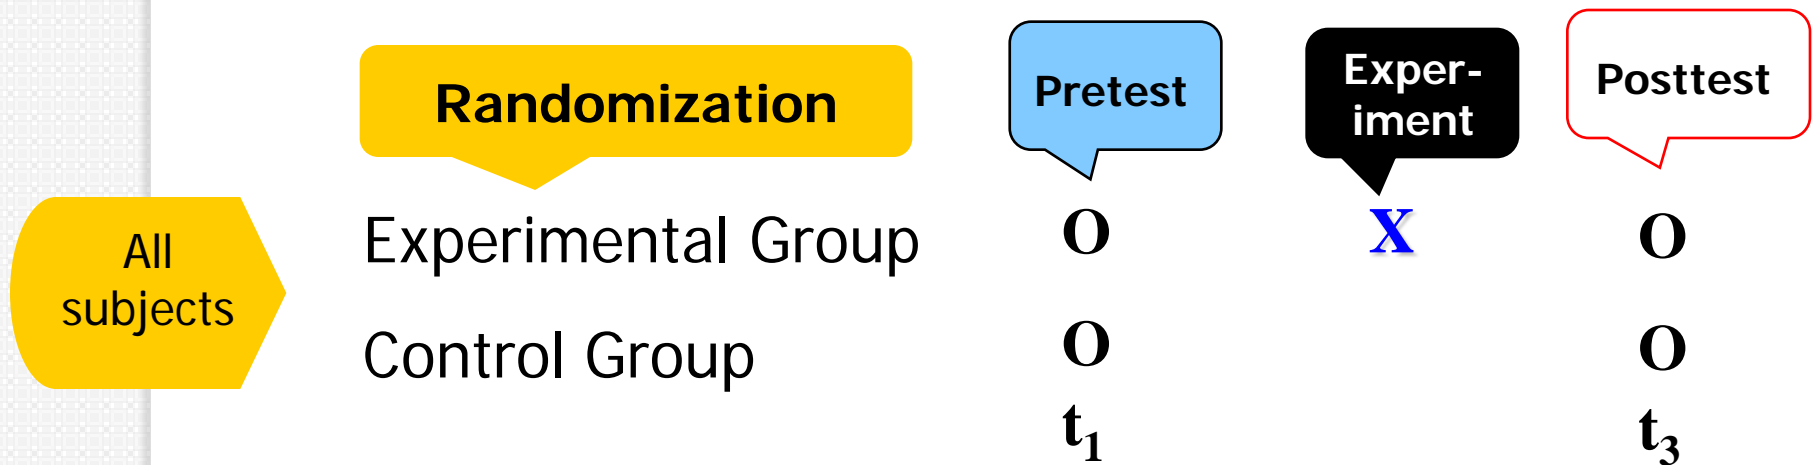 Randomization
Pretest
Exper-
iment
Posttest
All
subjects
Experimental Group O X O
Control Group O O
t1 t3